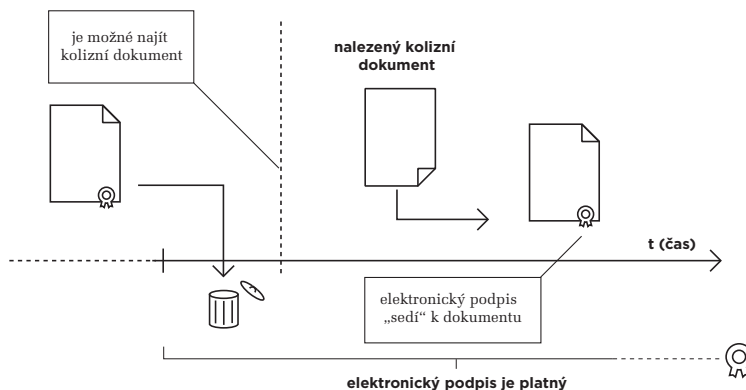 je možné najít
kolizní dokument
nalezený kolizní
dokument
t (čas)
elektronický podpis
„sedí“ k dokumentu
elektronický podpis je platný